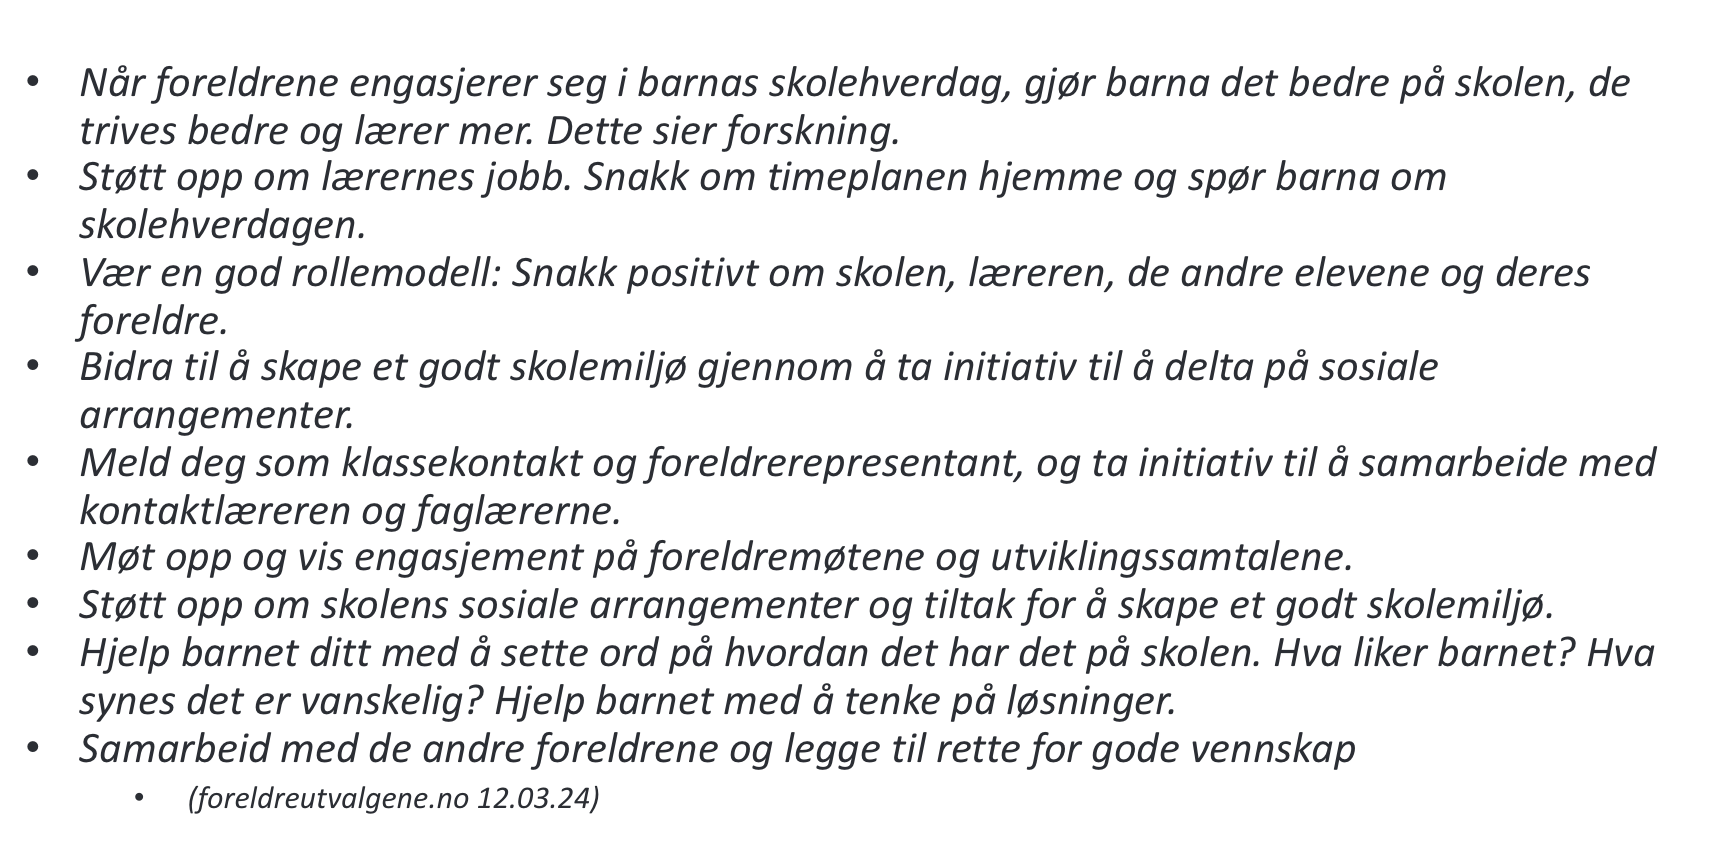 • Når foreldrene engasjerer seg i barnas skolehverdag, gjør barna det bedre på skolen, de
trives bedre og lærer mer. Dette sier forskning.
• Støtt opp om lærernes jobb. Snakk om timeplanen hjemme og spør barna om
skolehverdagen.
• Vær en god rollemodell: Snakk positivt om skolen, læreren, de andre elevene og deres
foreldre.
• Bidra til å skape et godt skolemiljø gjennom å ta initiativ til å delta på sosiale
arrangementer.
• Meld deg som klassekontakt og foreldrerepresentant, og ta initiativ til å samarbeide med
kontaktlæreren og faglærerne.
• Møt opp og vis engasjement på foreldremøtene og utviklingssamtalene.
• Støtt opp om skolens sosiale arrangementer og tiltak for å skape et godt skolemiljø.
• Hjelp barnet ditt med å sette ord på hvordan det har det på skolen. Hva liker barnet? Hva
synes det er vanskelig? Hjelp barnet med å tenke på løsninger.
• Samarbeid med de andre foreldrene og legge til rette for gode vennskap
• (foreldreutvalgene.no 12.03.24)